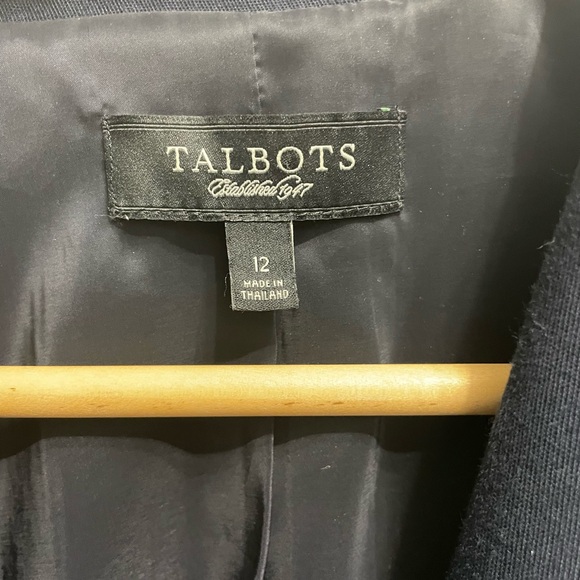 TALBOTS
Established 1947
12
MADE IN
THAILAND